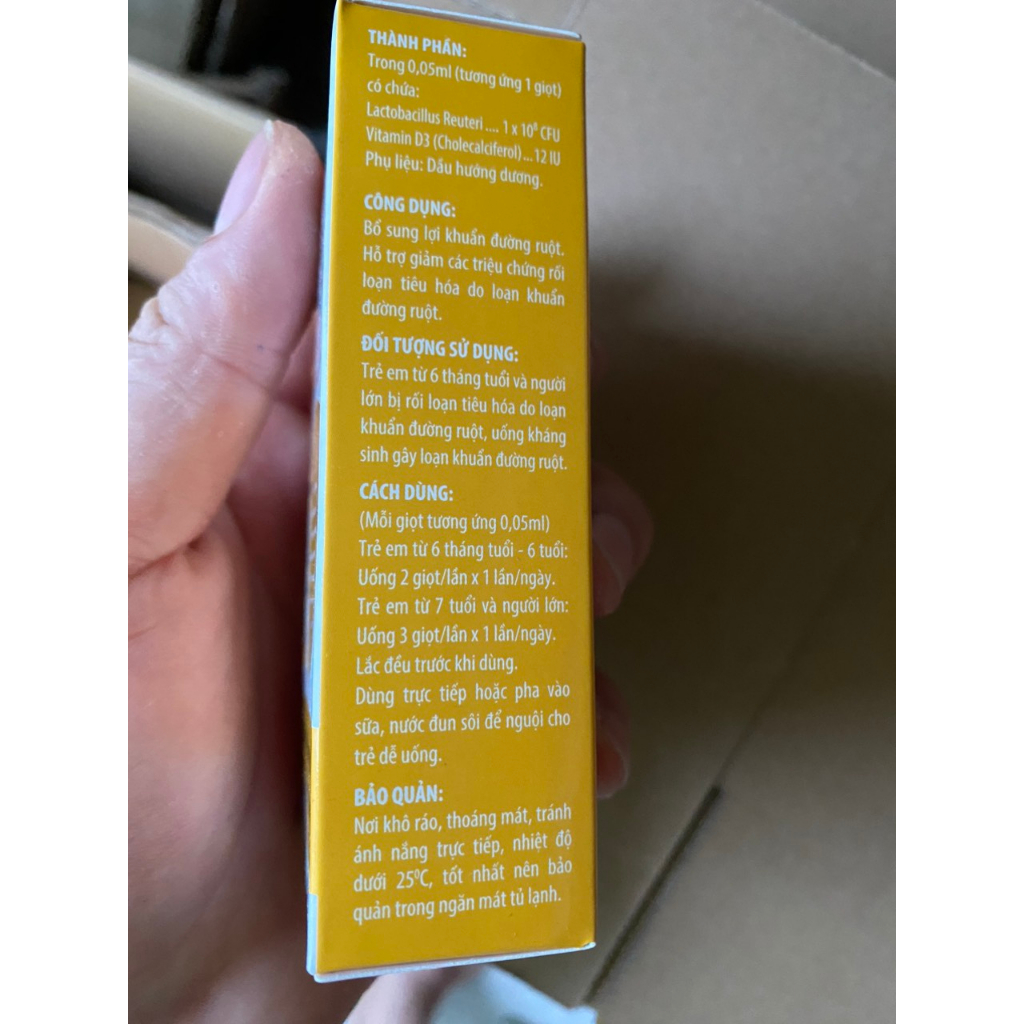 THÀNH PHẦN:
Trong 0,05ml (tương ứng 1 giọt)
có chứa:
Lactobacillus Reuteri .... 1 x 10⁸ CFU
Vitamin D3 (Cholecalciferol) ... 12 IU
Phụ liệu: Dầu hướng dương.
CÔNG DỤNG:
Bổ sung lợi khuẩn đường ruột.
Hỗ trợ giảm các triệu chứng rối
loạn tiêu hóa do loạn khuẩn
đường ruột.
ĐỐI TƯỢNG SỬ DỤNG:
Trẻ em từ 6 tháng tuổi và người
lớn bị rối loạn tiêu hóa do loạn
khuẩn đường ruột, uống kháng
sinh gây loạn khuẩn đường ruột.
CÁCH DÙNG:
(Mỗi giọt tương ứng 0,05ml)
Trẻ em từ 6 tháng tuổi - 6 tuổi:
Uống 2 giọt/lần x 1 lần/ngày.
Trẻ em từ 7 tuổi và người lớn:
Uống 3 giọt/lần x 1 lần/ngày.
Lắc đều trước khi dùng.
Dùng trực tiếp hoặc pha vào
sữa, nước đun sôi để nguội cho
trẻ dễ uống.
BẢO QUẢN:
Nơi khô ráo, thoáng mát, tránh
ánh nắng trực tiếp, nhiệt độ
dưới 25⁰C, tốt nhất nên bảo
quản trong ngăn mát tủ lạnh.